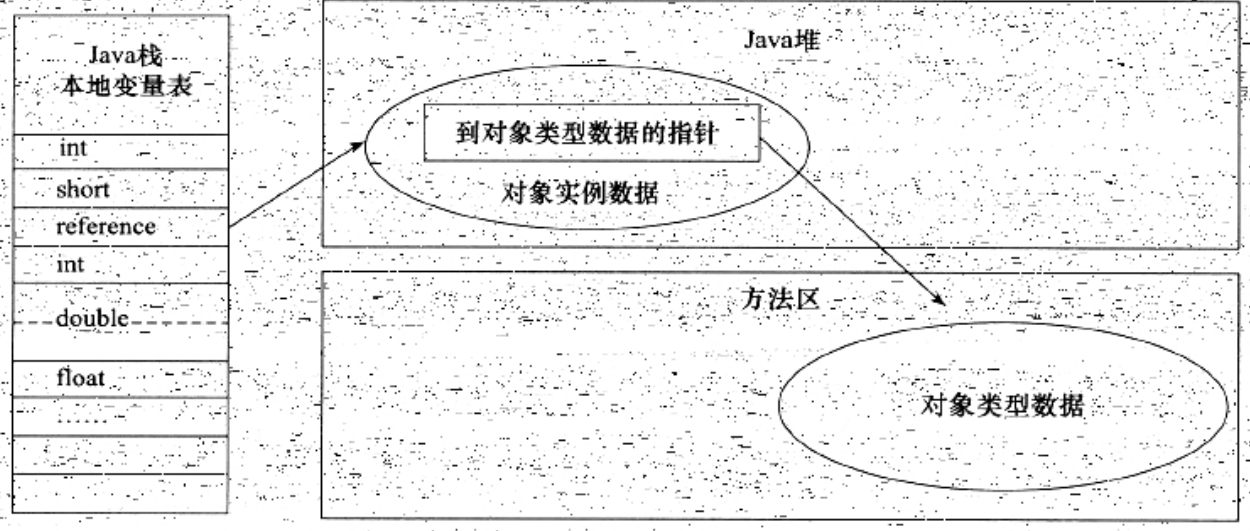 Java栈
本地变量表
int
short
reference
int
double
float
……
Java堆
到对象类型数据的指针
对象实例数据
方法区
对象类型数据